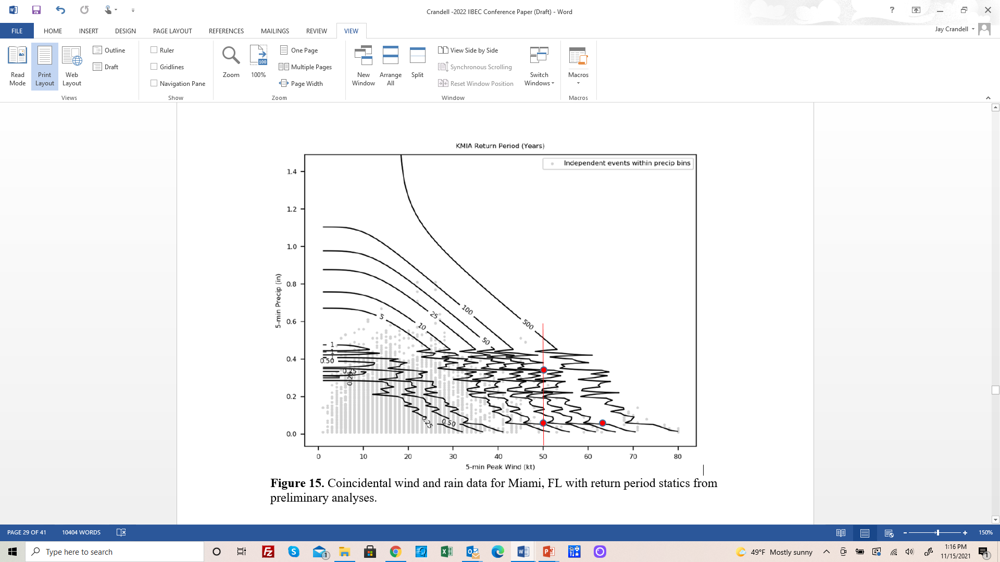 Crandell -2022 IIBEC Conference Paper (Draft) - Word
?
FILE
HOME
INSERT
DESIGN
PAGE LAYOUT
REFERENCES
MAILINGS
REVIEW
VIEW
Jay Crandell
Read Mode
Print Layout
Web Layout
Outline
Draft
Views
Ruler
Gridlines
Navigation Pane
Show
Zoom
100
100%
One Page
Multiple Pages
Page Width
Zoom
New Window
Arrange All
Split
View Side by Side
Synchronous Scrolling
Reset Window Position
Window
Switch Windows
Macros
Macros
KMIA Return Period (Years)
Independent events within precip bins
1.4
1.2
1.0
0.8
0.6
0.4
0.2
0.0
5-min Precip (in)
500
100
50
25
10
5
1
1
0.50
0.25
0.25
0.25
0.50
0 10 20 30 40 50 60 70 80
5-min Peak Wind (kt)
Figure 15. Coincidental wind and rain data for Miami, FL with return period statics from
preliminary analyses.
PAGE 29 OF 41
10404 WORDS
150%
Type here to search
1
49°F Mostly sunny
1:16 PM
11/15/2021
1